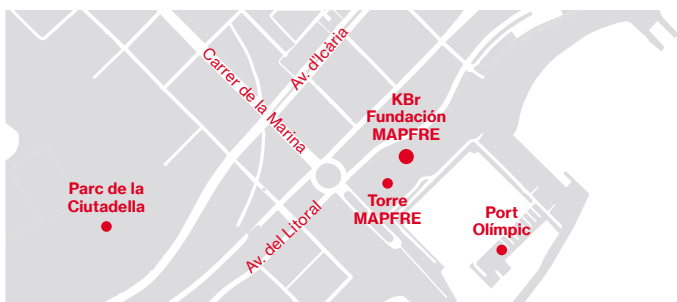 Carrer de la Marina
Av. d'Icària
KBr
Fundación
MAPFRE
Parc de la
Ciutadella
Torre
MAPFRE
Port
Olímpic
Av. del Litoral